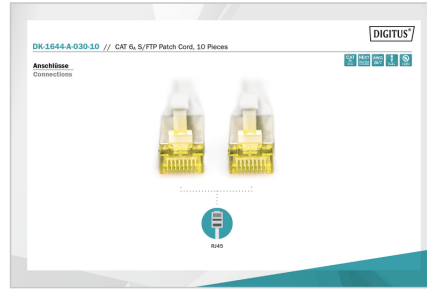 DIGITUS®
DK-1644-A-030-10 // CAT 6A S/FTP Patch Cord, 10 Pieces
Anschlüsse
Connections
RJ45